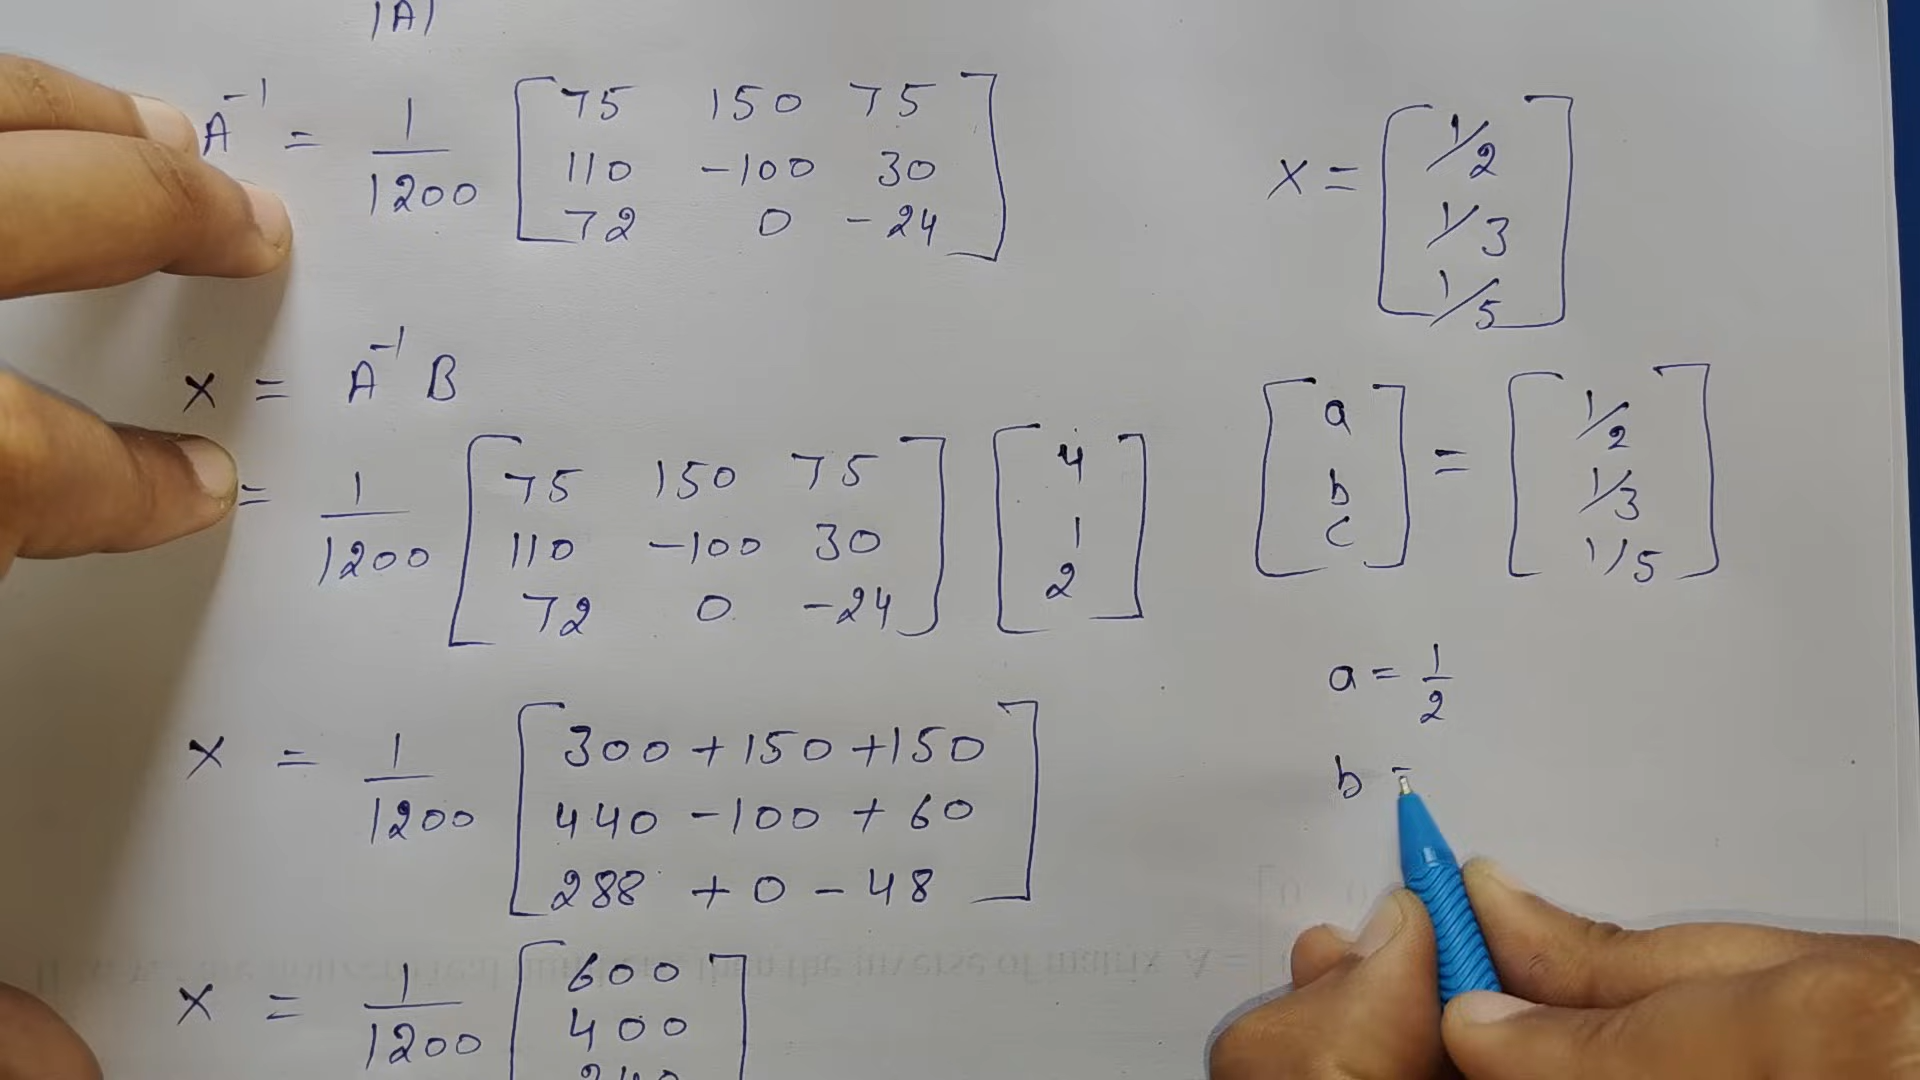 |A|
A⁻¹ = 1/1200 [75 150 75
110 -100 30
72 0 -24]
x = A⁻¹ B
= 1/1200 [75 150 75
110 -100 30
72 0 -24] [4
1
2]
x = 1/1200 [300 + 150 + 150
440 - 100 + 60
288 + 0 - 48]
x = 1/1200 [600
400
240
x = [1/2
1/3
1/5]
[a
b
c] = [1/2
1/3
1/5]
a = 1/2
b =